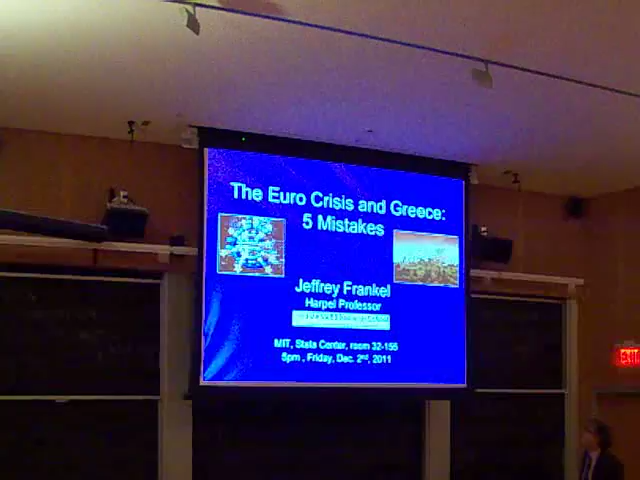 The Euro Crisis and Greece:
5 Mistakes
Jeffrey Frankel
Harpel Professor
MIT, Stata Center, room 32-155
5pm , Friday, Dec. 2nd, 2011
EXIT